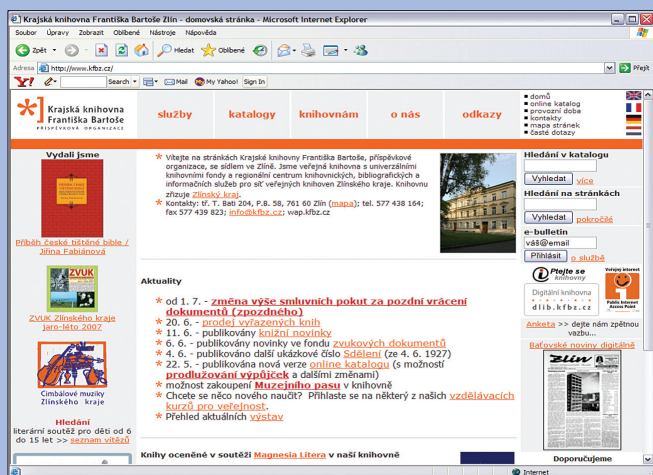 Krajská knihovna Františka Bartoše Zlín - domovská stránka - Microsoft Internet Explorer
Soubor Úpravy Zobrazit Oblíbené Nástroje Nápověda
Zpět Hledat Oblíbené
Adresa http://www.kfbz.cz/ Přejít
Y! Search Mail My Yahoo! Sign In
Krajská knihovna
Františka Bartoše
PŘÍSPĚVKOVÁ ORGANIZACE
služby katalogy knihovnám o nás odkazy
domů
online katalog
provozní doba
kontakty
mapa stránek
časté dotazy
Vydali jsme
Příběh české tištěné bible /
Jiřina Fabiánová
ZVUK
ZVUK Zlínského kraje
jaro-léto 2007
Cimbálové muziky
Zlínského kraje
Hledání
literární soutěž pro děti od 6
do 15 let >> seznam vítězů
Vítejte na stránkách Krajské knihovny Františka Bartoše, příspěvkové
organizace, se sídlem ve Zlíně. Jsme veřejná knihovna s univerzálními
knihovními fondy a regionální centrum knihovnických, bibliografických a
informačních služeb pro síť veřejných knihoven Zlínského kraje. Knihovnu
zřizuje Zlínský kraj.
Kontakty: tř. T. Bati 204, P.B. 58, 761 60 Zlín (mapa); tel. 577 438 164;
fax 577 439 823; info@kfbz.cz; wap.kfbz.cz
Aktuality
od 1. 7. - změna výše smluvních pokut za pozdní vrácení
dokumentů (zpozdného)
20. 6. - prodej vyřazených knih
11. 6. - publikovány knižní novinky
6. 6. - publikovány novinky ve fondu zvukových dokumentů
4. 6. - publikováno další ukázkové číslo Sdělení (ze 4. 6. 1927)
22. 5. - publikována nová verze online katalogu (s možností
prodlužování výpůjček a dalšími změnami)
možnost zakoupení Muzejního pasu v knihovně
Chcete se něco nového naučit? Přihlaste se na některý z našich vzdělávacích
kurzů pro veřejnost.
Přehled aktuálních výstav
Knihy oceněné v soutěži Magnesia Litera v naší knihovně
Hledání v katalogu
Vyhledat více
Hledání na stránkách
Vyhledat pokročilé
e-bulletin
váš@email
Přihlásit o službě
Ptejte se
knihovny
Digitální knihovna
dlib.kfbz.cz
Veřejný internet
Public Internet
Access Point
Anketa >> dejte nám zpětnou
vazbu...
Baťovské noviny digitálně
Zlín
Doporučujeme
Internet